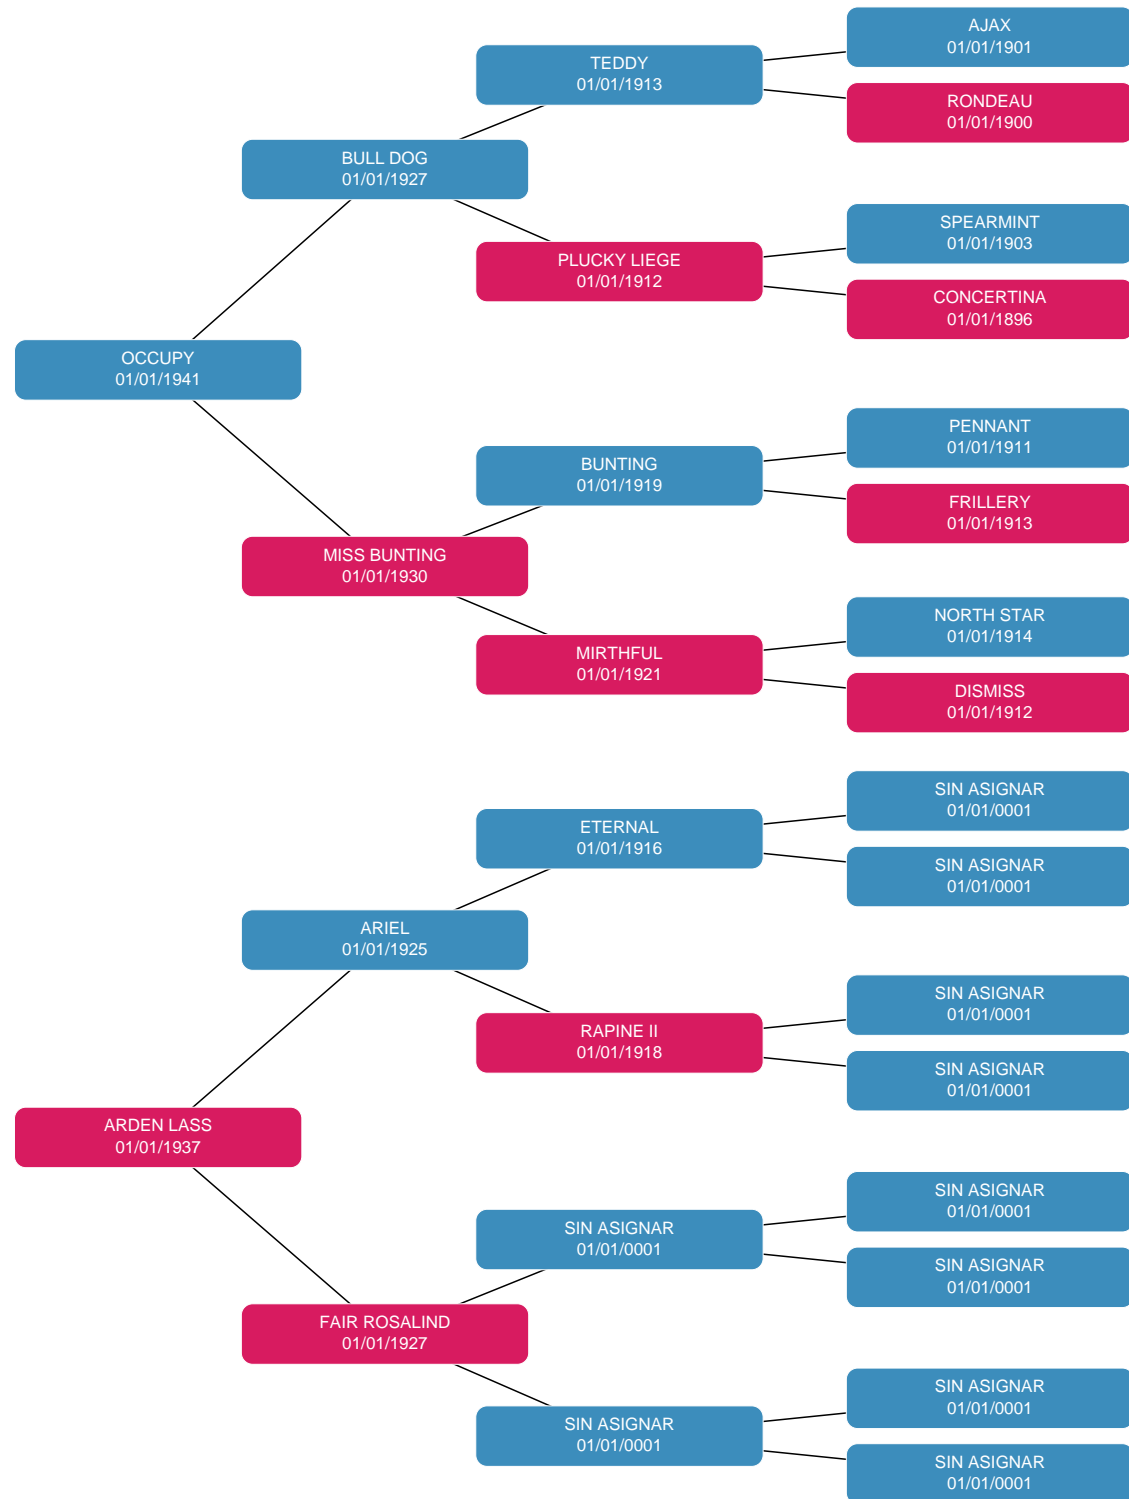 AJAX
01/01/1901
TEDDY
01/01/1913
RONDEAU
01/01/1900
BULL DOG
01/01/1927
SPEARMINT
01/01/1903
PLUCKY LIEGE
01/01/1912
CONCERTINA
01/01/1896
OCCUPY
01/01/1941
PENNANT
01/01/1911
BUNTING
01/01/1919
FRILLERY
01/01/1913
MISS BUNTING
01/01/1930
NORTH STAR
01/01/1914
MIRTHFUL
01/01/1921
DISMISS
01/01/1912
SIN ASIGNAR
01/01/0001
ETERNAL
01/01/1916
SIN ASIGNAR
01/01/0001
ARIEL
01/01/1925
SIN ASIGNAR
01/01/0001
RAPINE II
01/01/1918
SIN ASIGNAR
01/01/0001
ARDEN LASS
01/01/1937
SIN ASIGNAR
01/01/0001
SIN ASIGNAR
01/01/0001
SIN ASIGNAR
01/01/0001
FAIR ROSALIND
01/01/1927
SIN ASIGNAR
01/01/0001
SIN ASIGNAR
01/01/0001
SIN ASIGNAR
01/01/0001